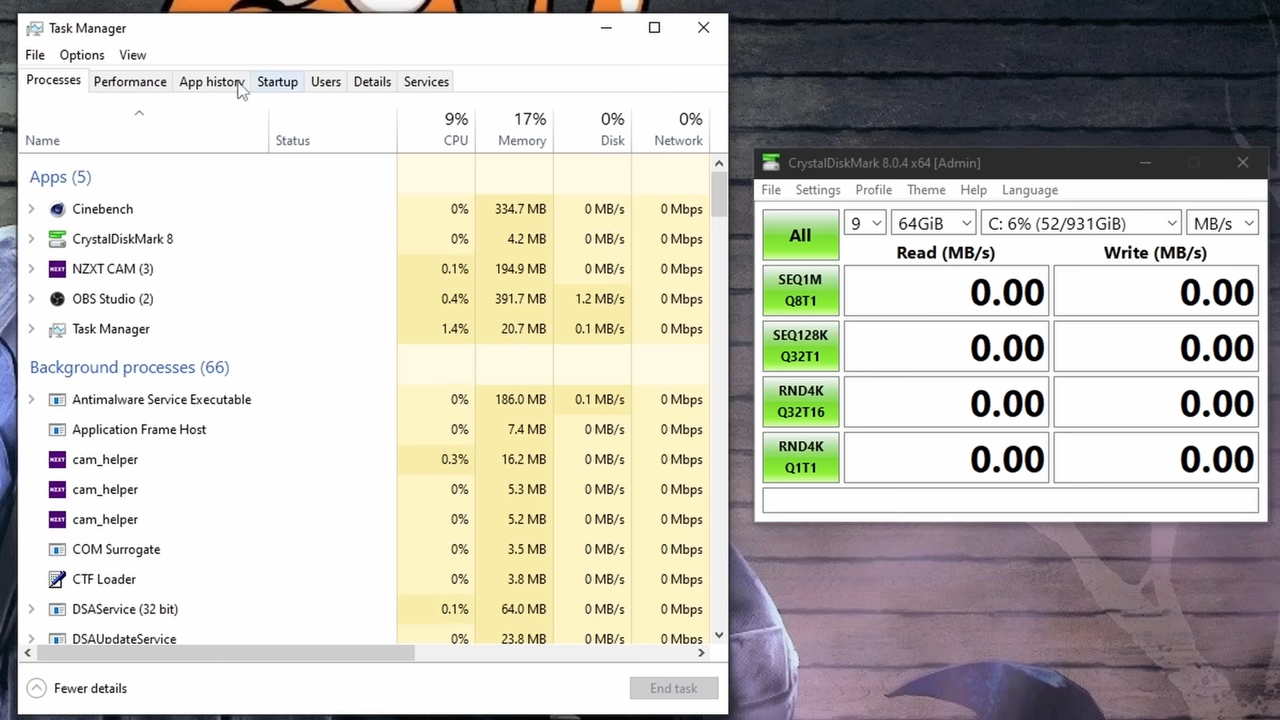 Task Manager
File Options View
Processes Performance App history Startup Users Details Services
9% 17% 0% 0%
Name Status CPU Memory Disk Network
Apps (5)
Cinebench 0% 334.7 MB 0 MB/s 0 Mbps
CrystalDiskMark 8 0% 4.2 MB 0 MB/s 0 Mbps
NZXT NZXT CAM (3) 0.1% 194.9 MB 0 MB/s 0 Mbps
OBS Studio (2) 0.4% 391.7 MB 1.2 MB/s 0 Mbps
Task Manager 1.4% 20.7 MB 0.1 MB/s 0 Mbps
Background processes (66)
Antimalware Service Executable 0% 186.0 MB 0.1 MB/s 0 Mbps
Application Frame Host 0% 7.4 MB 0 MB/s 0 Mbps
NZXT cam_helper 0.3% 16.2 MB 0 MB/s 0 Mbps
NZXT cam_helper 0% 5.3 MB 0 MB/s 0 Mbps
NZXT cam_helper 0% 5.2 MB 0 MB/s 0 Mbps
COM Surrogate 0% 3.5 MB 0 MB/s 0 Mbps
CTF Loader 0% 3.8 MB 0 MB/s 0 Mbps
DSAService (32 bit) 0.1% 64.0 MB 0 MB/s 0 Mbps
DSAUpdateService 0% 23.8 MB 0 MB/s 0 Mbps
Fewer details End task
CrystalDiskMark 8.0.4 x64 [Admin]
File Settings Profile Theme Help Language
All 9 64GiB C: 6% (52/931GiB) MB/s
Read (MB/s) Write (MB/s)
SEQ1M
Q8T1 0.00 0.00
SEQ128K
Q32T1 0.00 0.00
RND4K
Q32T16 0.00 0.00
RND4K
Q1T1 0.00 0.00